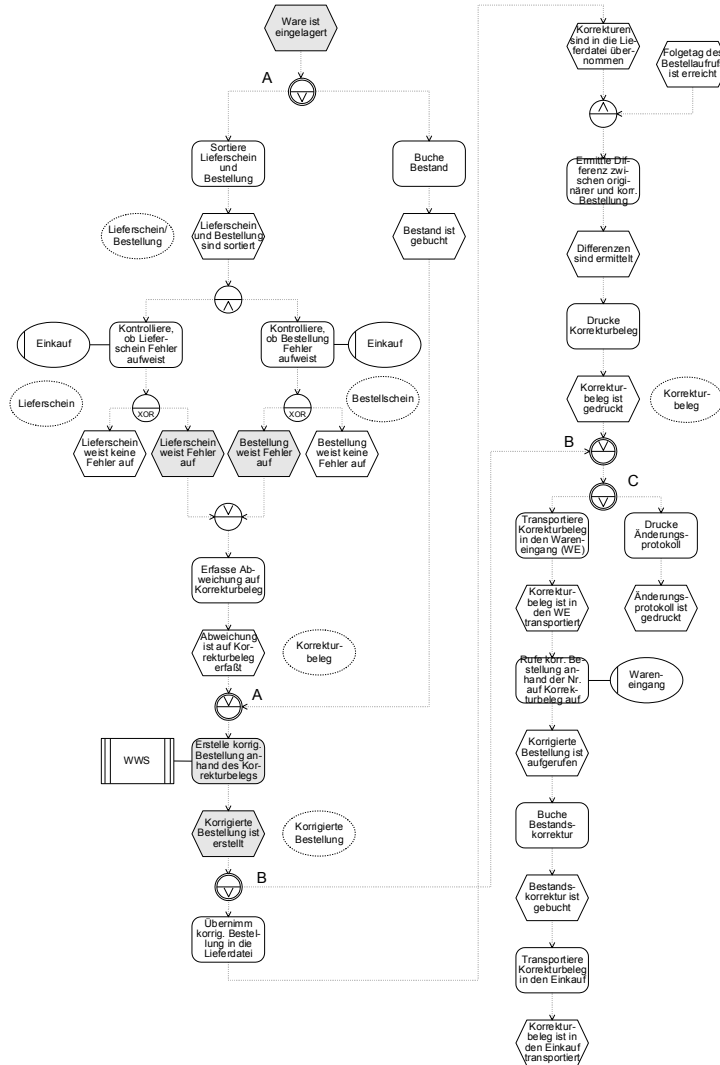 Ware ist
eingelagert
A
Sortiere
Lieferschein
und
Bestellung
Buche
Bestand
Lieferschein/
Bestellung
Lieferschein
und Bestellung
sind sortiert
Bestand ist
gebucht
Einkauf
Kontrolliere,
ob Liefer-
schein Fehler
aufweist
Kontrolliere,
ob Bestellung
Fehler
aufweist
Einkauf
Lieferschein
XOR
XOR
Bestellschein
Lieferschein
weist keine
Fehler auf
Lieferschein
weist Fehler
auf
Bestellung
weist Fehler
auf
Bestellung
weist keine
Fehler auf
Erfasse Ab-
weichung auf
Korrekturbeleg
Abweichung
ist auf Kor-
rekturbeleg
erfaßt
Korrektur-
beleg
A
WWS
Erstelle korrig.
Bestellung an-
hand des Kor-
rekturbelegs
Korrigierte
Bestellung ist
erstellt
Korrigierte
Bestellung
B
Übernimm
korrig. Bestel-
lung in die
Lieferdatei
Korrekturen
sind in die Lie-
ferdatei über-
nommen
Folgetag des
Bestellaufrufs
ist erreicht
Ermittle Dif-
ferenz zwi-
schen origi-
närer und korr.
Bestellung
Differenzen
sind ermittelt
Drucke
Korrekturbeleg
Korrektur-
beleg ist
gedruckt
Korrektur-
beleg
B
C
Transportiere
Korrekturbeleg
in den Waren-
eingang (WE)
Drucke
Änderungs-
protokoll
Korrektur-
beleg ist in
den WE
transportiert
Änderungs-
protokoll ist
gedruckt
Rufe korr. Be-
stellung an-
hand der Nr.
auf Korrek-
turbeleg auf
Waren-
eingang
Korrigierte
Bestellung ist
aufgerufen
Buche
Bestands-
korrektur
Bestands-
korrektur ist
gebucht
Transportiere
Korrekturbeleg
in den Einkauf
Korrektur-
beleg ist in
den Einkauf
transportiert